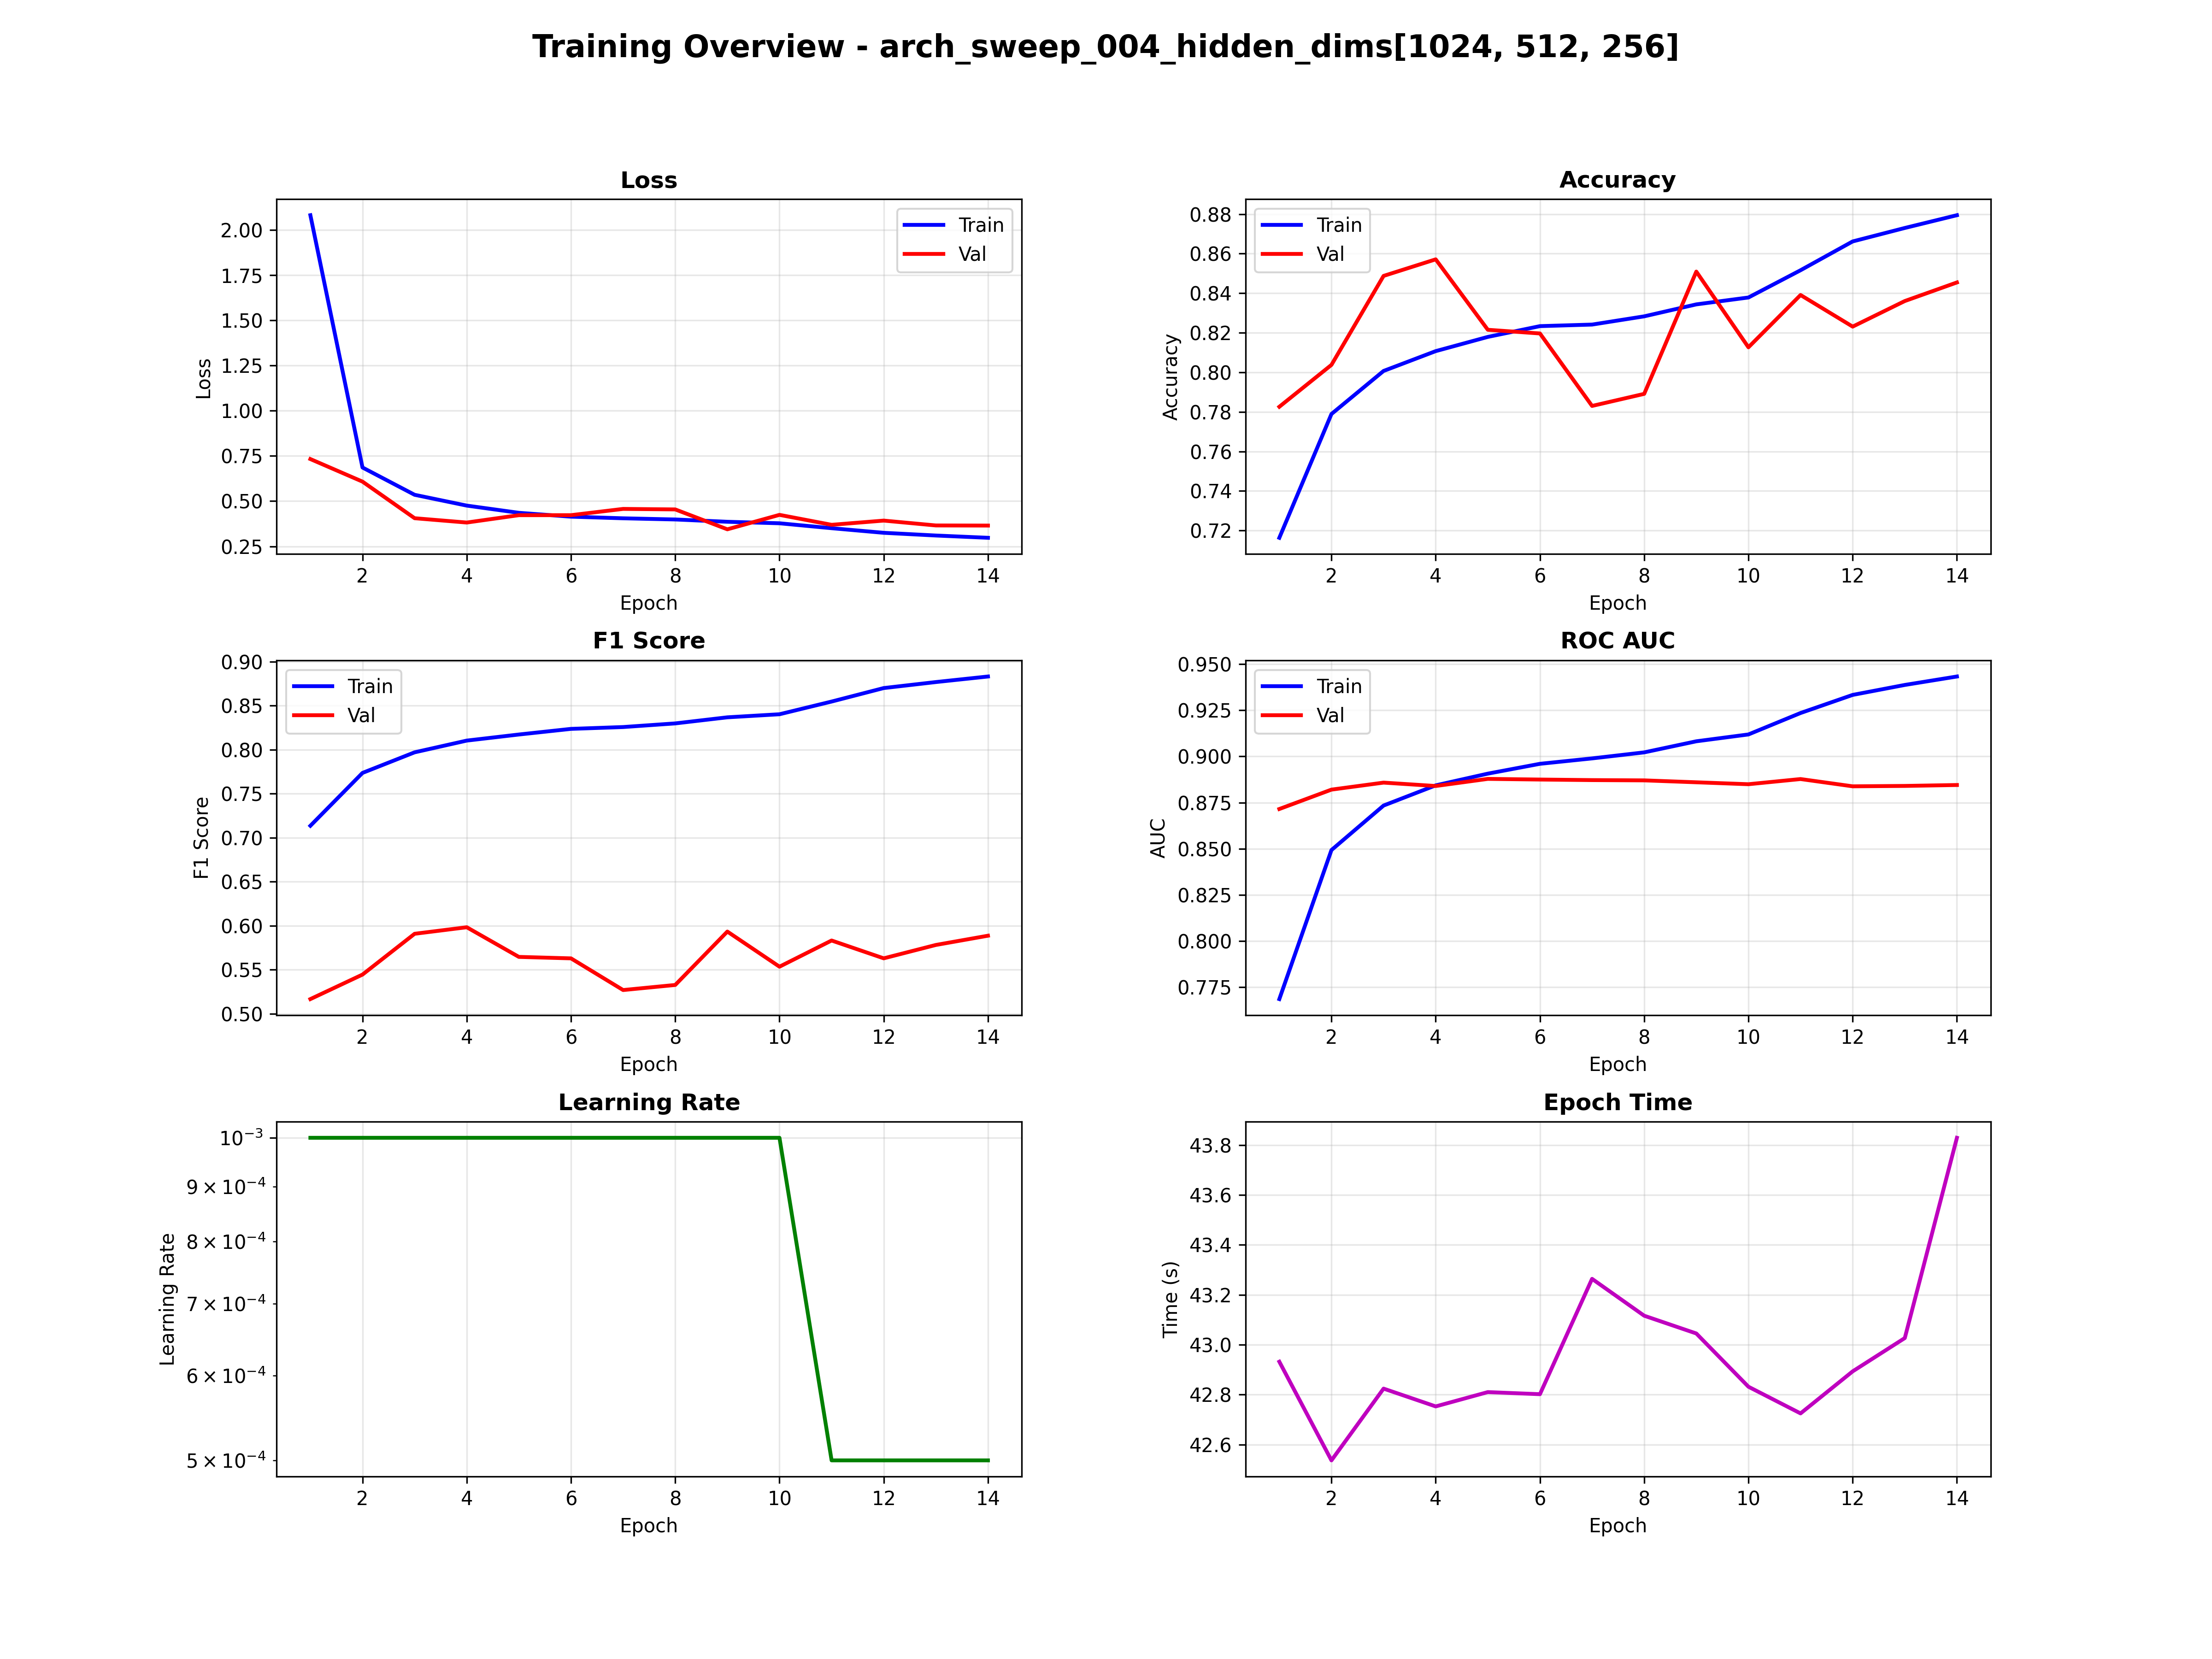 Training Overview - arch_sweep_004_hidden_dims[1024, 512, 256]
Loss
2.00
1.75
1.50
1.25
1.00
0.75
0.50
0.25
Loss
Train
Val
2 4 6 8 10 12 14
Epoch
Accuracy
0.88
0.86
0.84
0.82
0.80
0.78
0.76
0.74
0.72
Accuracy
Train
Val
2 4 6 8 10 12 14
Epoch
F1 Score
0.90
0.85
0.80
0.75
0.70
0.65
0.60
0.55
0.50
F1 Score
Train
Val
2 4 6 8 10 12 14
Epoch
ROC AUC
0.950
0.925
0.900
0.875
0.850
0.825
0.800
0.775
AUC
Train
Val
2 4 6 8 10 12 14
Epoch
Learning Rate
10⁻³
9 × 10⁻⁴
8 × 10⁻⁴
7 × 10⁻⁴
6 × 10⁻⁴
5 × 10⁻⁴
Learning Rate
2 4 6 8 10 12 14
Epoch
Epoch Time
43.8
43.6
43.4
43.2
43.0
42.8
42.6
Time (s)
2 4 6 8 10 12 14
Epoch